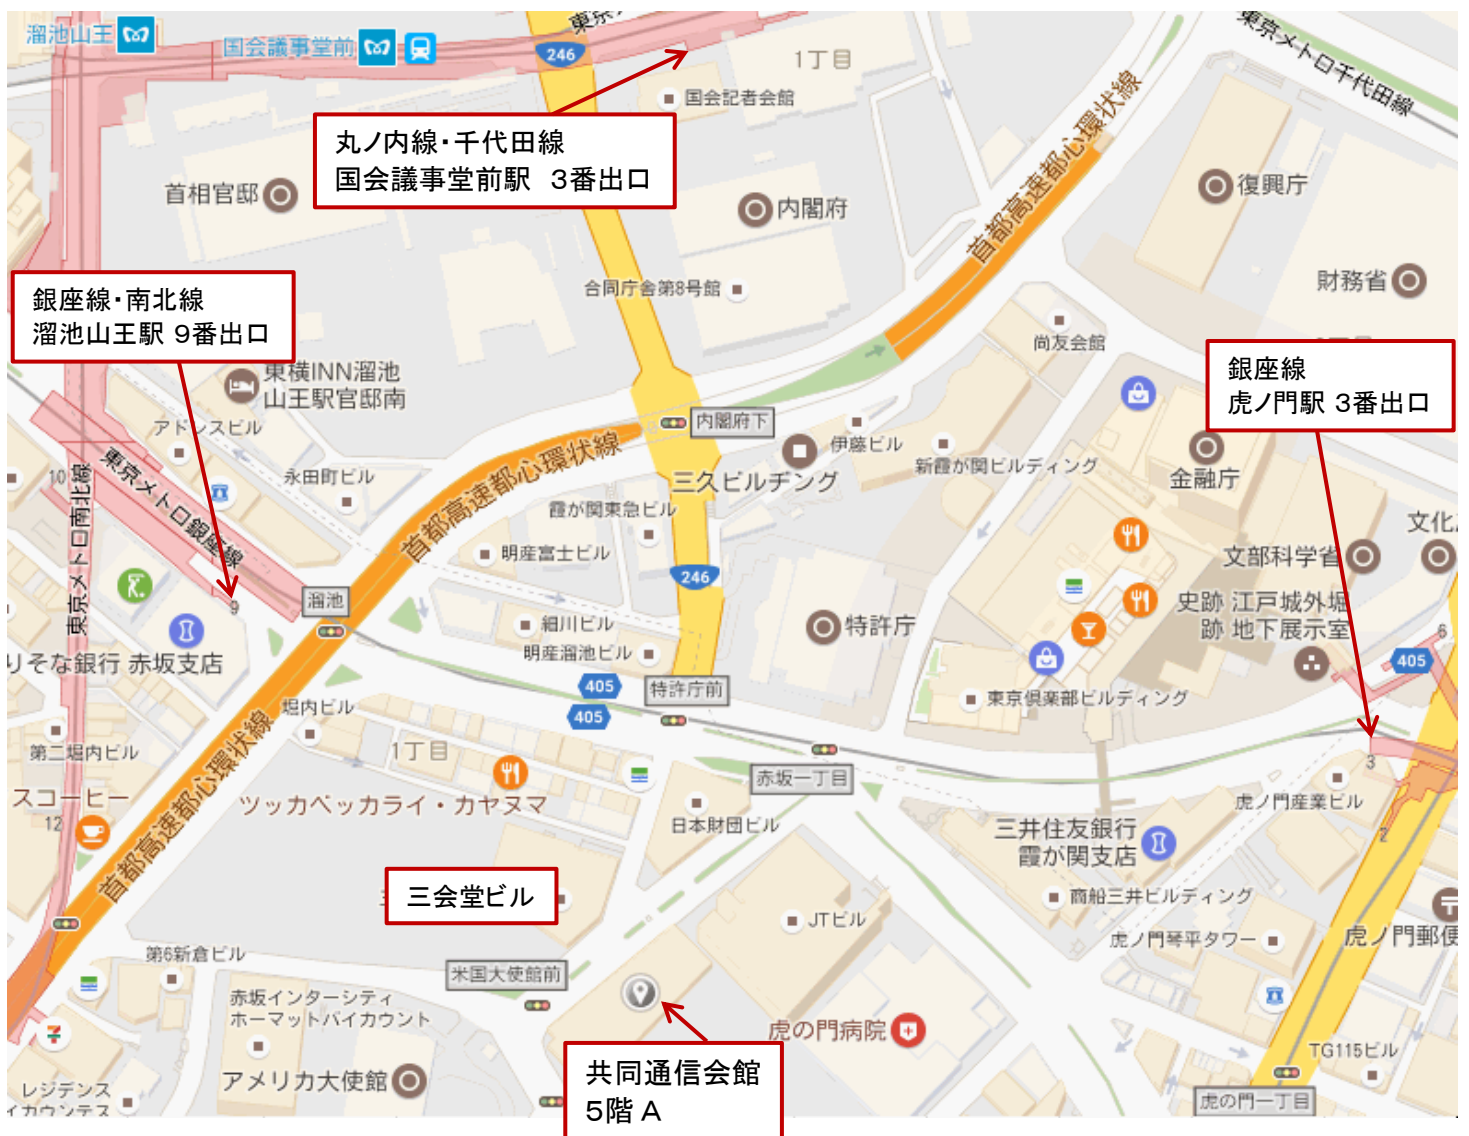 溜池山王
国会議事堂前
246
東京メトロ千代田線
1丁目
国会記者会館
丸ノ内線・千代田線
国会議事堂前駅 3番出口
首相官邸
内閣府
首都高速都心環状線
復興庁
合同庁舎第8号館
財務省
銀座線・南北線
溜池山王駅 9番出口
尚友会館
銀座線
虎ノ門駅 3番出口
東横INN溜池
山王駅官邸南
アドレスビル
内閣府下
伊藤ビル
新霞が関ビルディング
金融庁
10
東京メトロ南北線
東京メトロ銀座線
永田町ビル
首都高速都心環状線
三久ビルヂング
霞が関東急ビル
明産富士ビル
文部科学省
246
9
溜池
細川ビル
特許庁
史跡 江戸城外堀
跡 地下展示室
6
りそな銀行 赤坂支店
明産溜池ビル
405
405
405
特許庁前
東京倶楽部ビルディング
堀内ビル
第二堀内ビル
1丁目
赤坂一丁目
3
虎ノ門産業ビル
スコーヒー
12
ツッカベッカライ・カヤヌマ
日本財団ビル
三井住友銀行
霞が関支店
2
首都高速都心環状線
三会堂ビル
商船三井ビルディング
JTビル
虎ノ門琴平タワー
第6新倉ビル
米国大使館前
赤坂インターシティ
ホーマットバイカウント
虎の門病院
アメリカ大使館
共同通信会館
5階 A
TG115ビル
虎の門一丁目
レジデンス